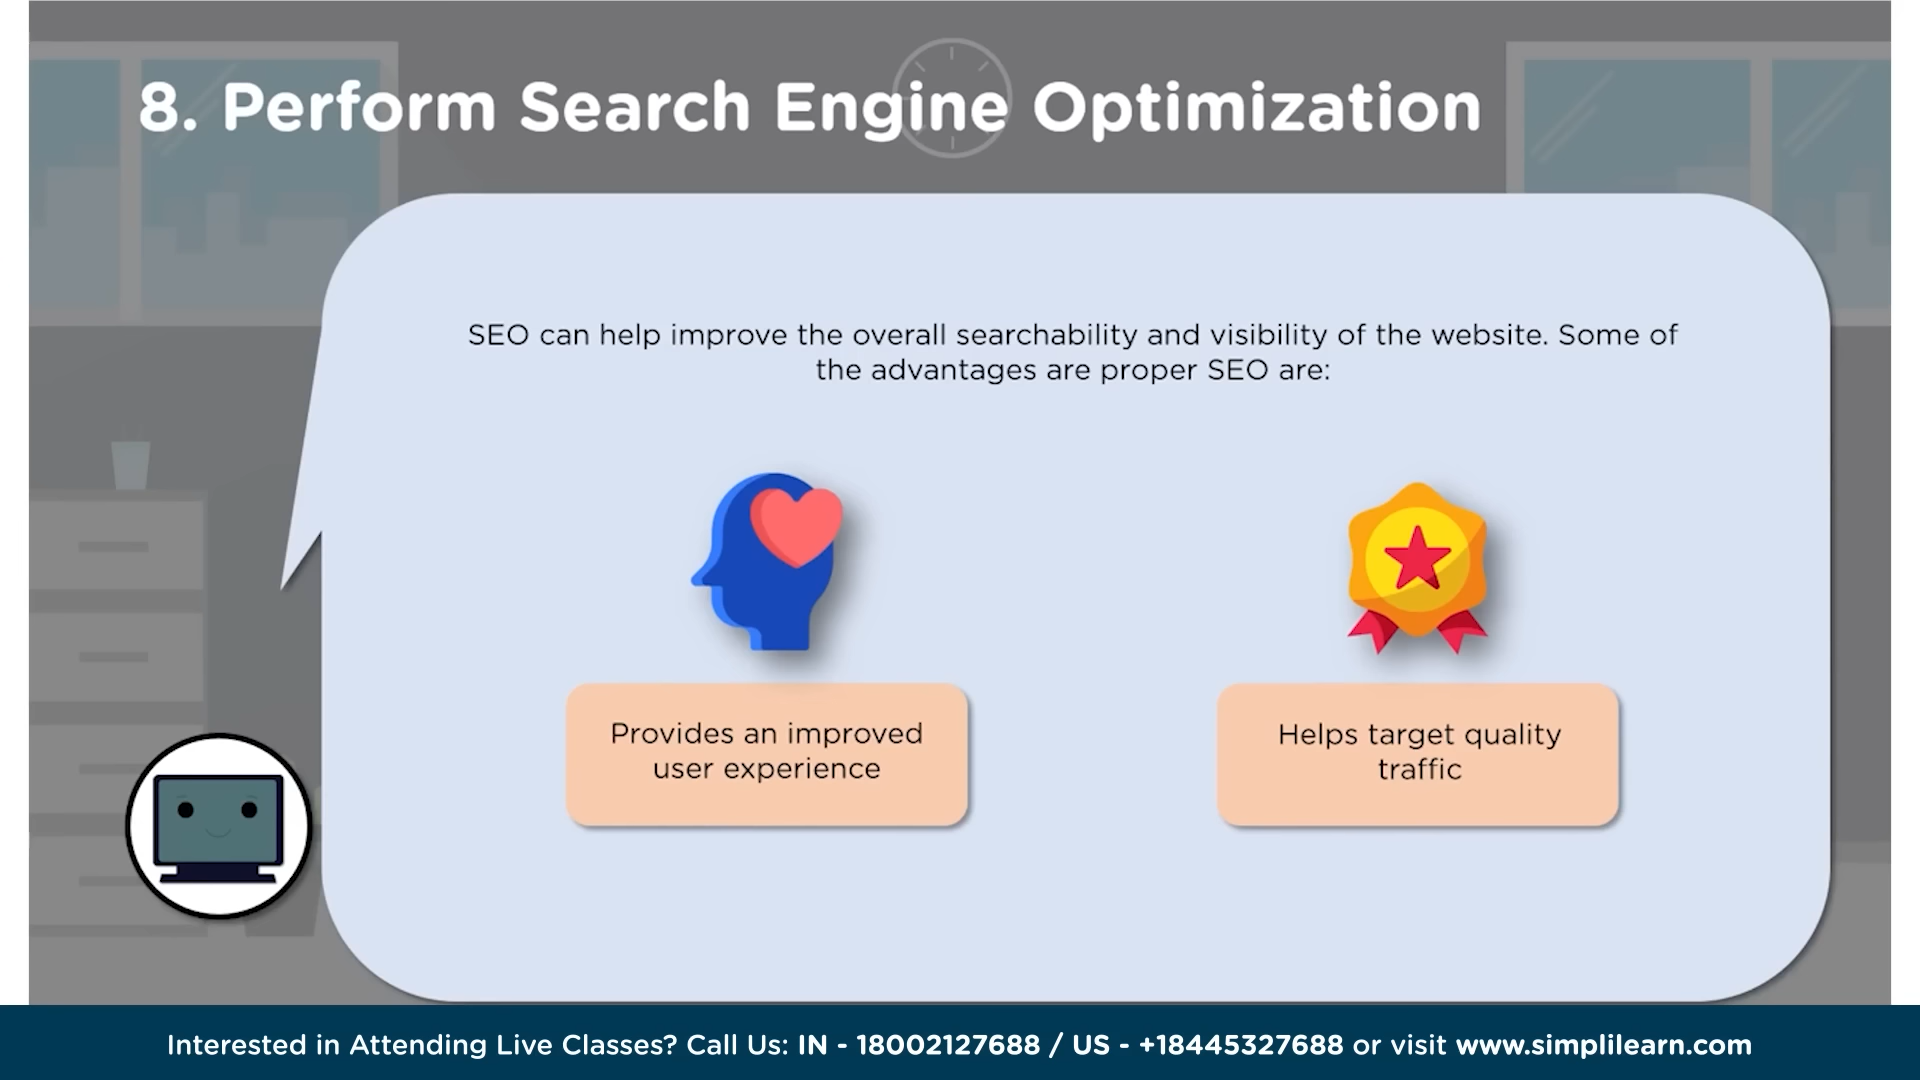 8. Perform Search Engine Optimization
SEO can help improve the overall searchability and visibility of the website. Some of
the advantages are proper SEO are:
Provides an improved
user experience
Helps target quality
traffic
Interested in Attending Live Classes? Call Us: IN - 18002127688 / US - +18445327688 or visit www.simplilearn.com